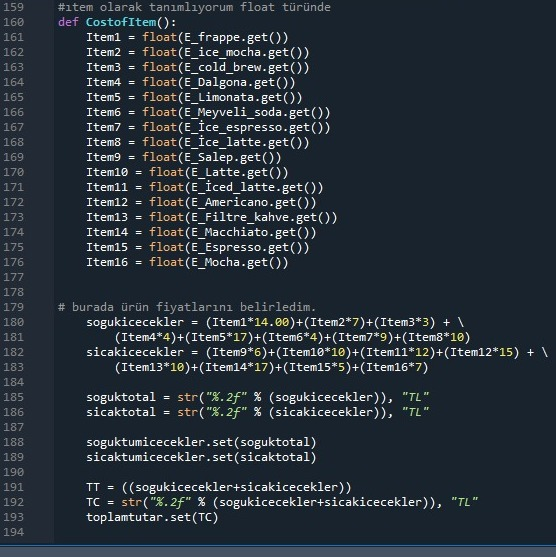 159 #ıtem olarak tanımlıyorum float türünde
160 def CostofItem():
161     Item1 = float(E_frappe.get())
162     Item2 = float(E_ice_mocha.get())
163     Item3 = float(E_cold_brew.get())
164     Item4 = float(E_Dalgona.get())
165     Item5 = float(E_Limonata.get())
166     Item6 = float(E_Meyveli_soda.get())
167     Item7 = float(E_İce_espresso.get())
168     Item8 = float(E_İce_latte.get())
169     Item9 = float(E_Salep.get())
170     Item10 = float(E_Latte.get())
171     Item11 = float(E_İced_latte.get())
172     Item12 = float(E_Americano.get())
173     Item13 = float(E_Filtre_kahve.get())
174     Item14 = float(E_Macchiato.get())
175     Item15 = float(E_Espresso.get())
176     Item16 = float(E_Mocha.get())
177
178
179 # burada ürün fiyatlarını belirledim.
180     sogukicecekler = (Item1*14.00)+(Item2*7)+(Item3*3) + \
181         (Item4*4)+(Item5*17)+(Item6*4)+(Item7*9)+(Item8*10)
182     sicakicecekler = (Item9*6)+(Item10*10)+(Item11*12)+(Item12*15) + \
183         (Item13*10)+(Item14*17)+(Item15*5)+(Item16*7)
184
185     soguktotal = str("%.2f" % (sogukicecekler)), "TL"
186     sicaktotal = str("%.2f" % (sicakicecekler)), "TL"
187
188     soguktumicecekler.set(soguktotal)
189     sicaktumicecekler.set(sicaktotal)
190
191     TT = ((sogukicecekler+sicakicecekler))
192     TC = str("%.2f" % (sogukicecekler+sicakicecekler)), "TL"
193     toplamtutar.set(TC)
194